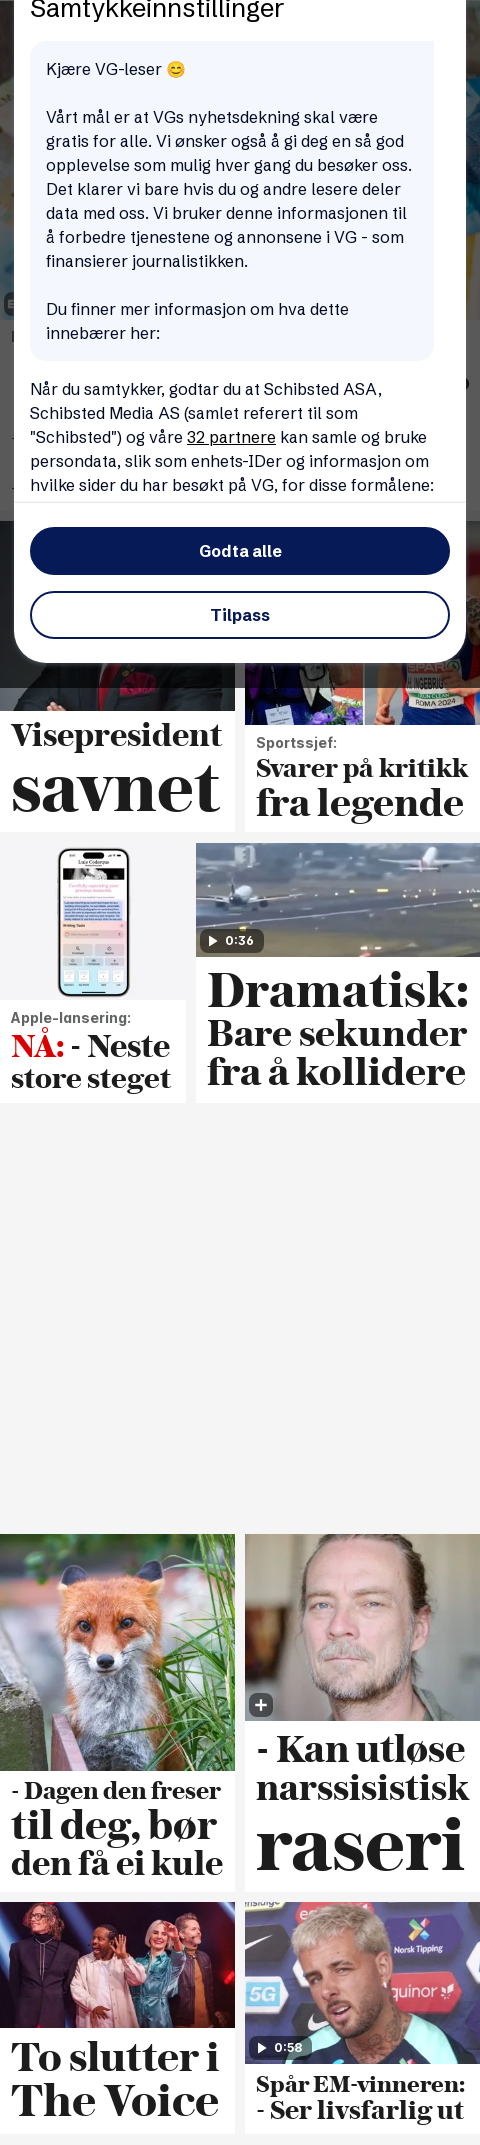 Samtykkeinnstillinger
Kjære VG-leser 😊
Vårt mål er at VGs nyhetsdekning skal være
gratis for alle. Vi ønsker også å gi deg en så god
opplevelse som mulig hver gang du besøker oss.
Det klarer vi bare hvis du og andre lesere deler
data med oss. Vi bruker denne informasjonen til
å forbedre tjenestene og annonsene i VG - som
finansierer journalistikken.
Du finner mer informasjon om hva dette
innebærer her:
Når du samtykker, godtar du at Schibsted ASA,
Schibsted Media AS (samlet referert til som
"Schibsted") og våre 32 partnere kan samle og bruke
persondata, slik som enhets-IDer og informasjon om
hvilke sider du har besøkt på VG, for disse formålene:
Godta alle
Tilpass
ROMA 2024
Visepresident
savnet
Sportssjef:
Svarer på kritikk
fra legende
Apple-lansering:
NÅ: - Neste
store steget
0:36
Dramatisk:
Bare sekunder
fra å kollidere
- Dagen den freser
til deg, bør
den få ei kule
- Kan utløse
narssisistisk
raseri
To slutter i
The Voice
Norsk Tipping
5G
equinor
0:58
Spår EM-vinneren:
- Ser livsfarlig ut